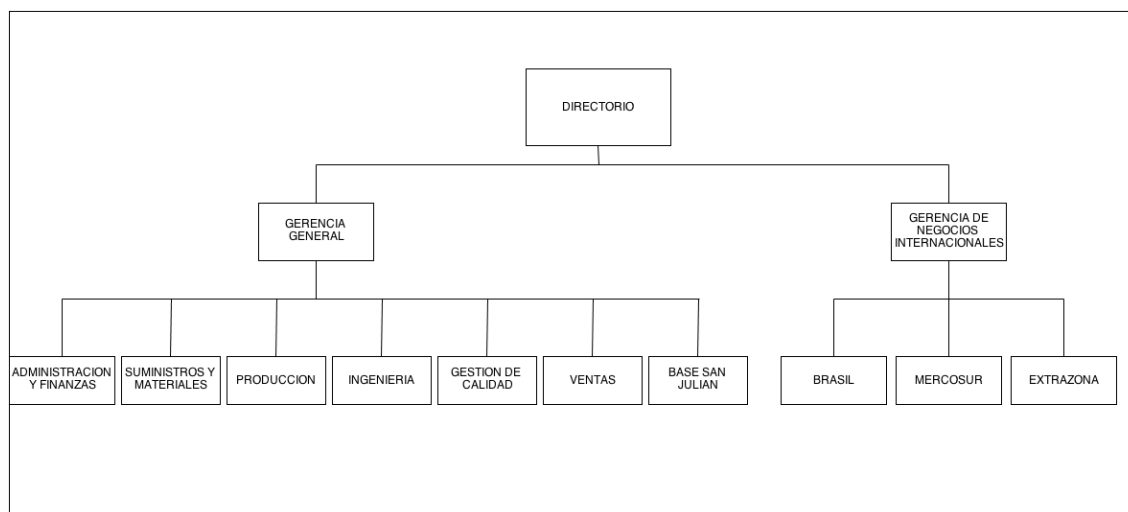 DIRECTORIO
GERENCIA
GENERAL
GERENCIA DE
NEGOCIOS
INTERNACIONALES
ADMINISTRACION
Y FINANZAS
SUMINISTROS Y
MATERIALES
PRODUCCION
INGENIERIA
GESTION DE
CALIDAD
VENTAS
BASE SAN
JULIAN
BRASIL
MERCOSUR
EXTRAZONA